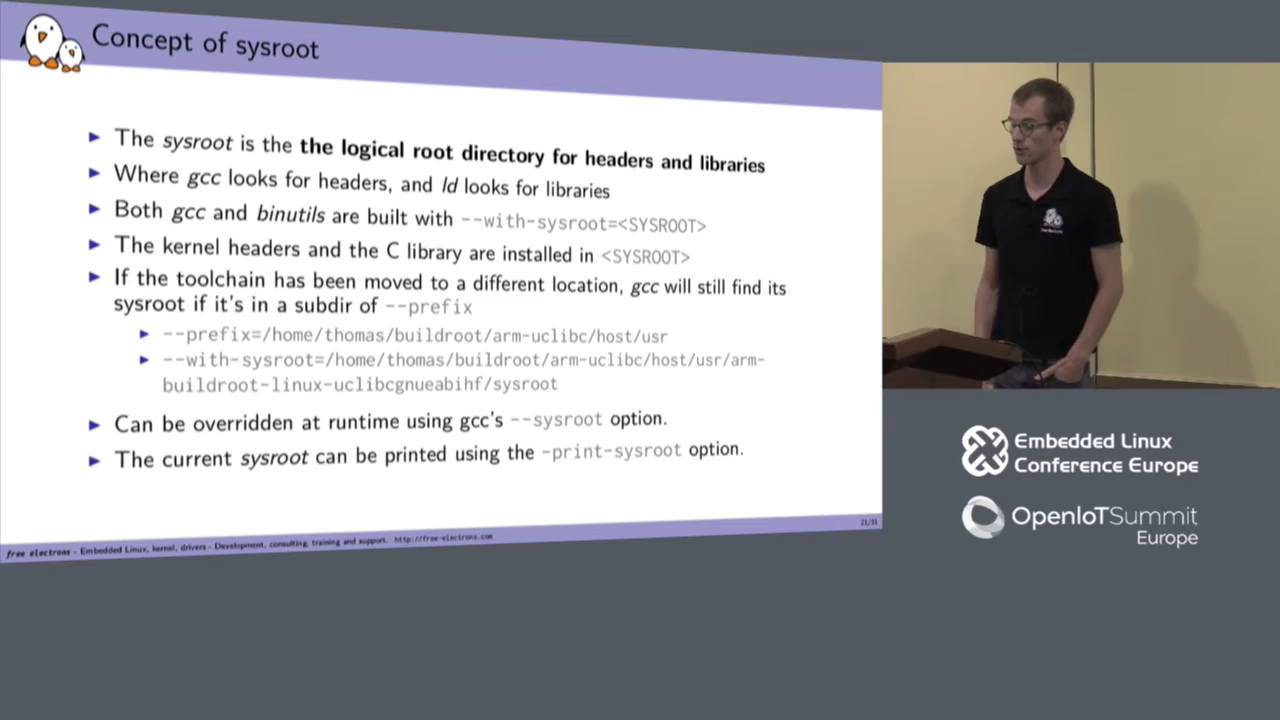 Concept of sysroot
▶ The sysroot is the the logical root directory for headers and libraries
▶ Where gcc looks for headers, and ld looks for libraries
▶ Both gcc and binutils are built with --with-sysroot=<SYSROOT>
▶ The kernel headers and the C library are installed in <SYSROOT>
▶ If the toolchain has been moved to a different location, gcc will still find its
sysroot if it's in a subdir of --prefix
▶ --prefix=/home/thomas/buildroot/arm-uclibc/host/usr
▶ --with-sysroot=/home/thomas/buildroot/arm-uclibc/host/usr/arm-
buildroot-linux-uclibcgnueabihf/sysroot
▶ Can be overridden at runtime using gcc's --sysroot option.
▶ The current sysroot can be printed using the -print-sysroot option.
free electrons - Embedded Linux, kernel, drivers - Development, consulting, training and support. http://free-electrons.com
21/31
Embedded Linux
Conference Europe
OpenIoTSummit
Europe